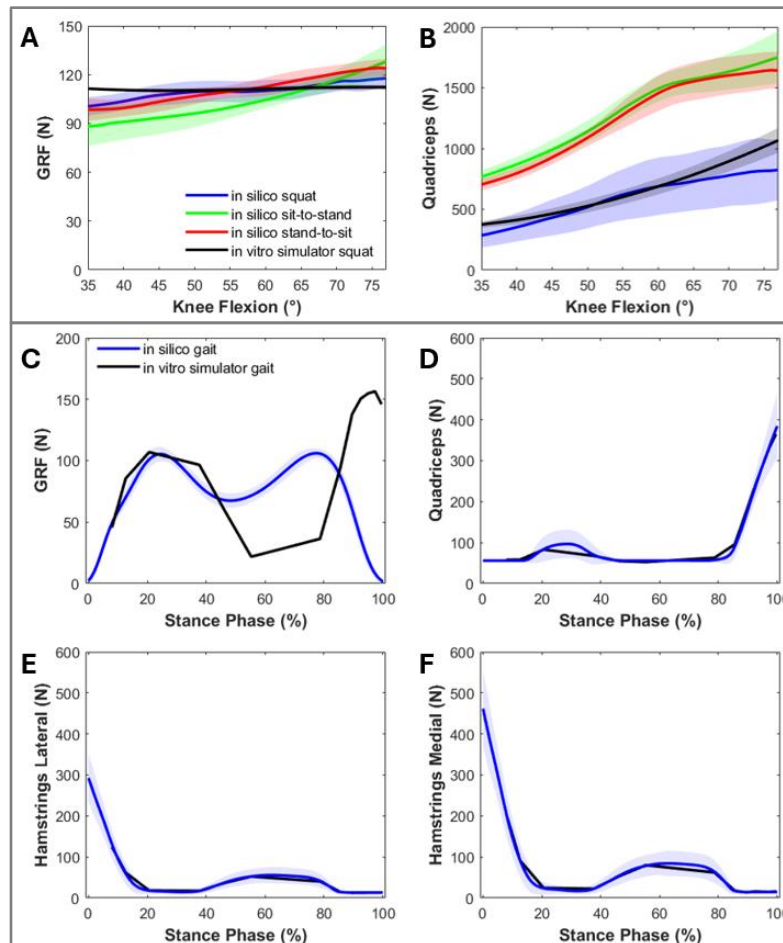 A
GRF (N)
150
120
90
60
30
0
in silico squat
in silico sit-to-stand
in silico stand-to-sit
in vitro simulator squat
35 40 45 50 55 60 65 70 75
Knee Flexion (°)
B
Quadriceps (N)
2000
1500
1000
500
0
35 40 45 50 55 60 65 70 75
Knee Flexion (°)
C
GRF (N)
200
150
100
50
0
in silico gait
in vitro simulator gait
0 20 40 60 80 100
Stance Phase (%)
D
Quadriceps (N)
600
500
400
300
200
100
0
0 20 40 60 80 100
Stance Phase (%)
E
Hamstrings Lateral (N)
600
500
400
300
200
100
0
0 20 40 60 80 100
Stance Phase (%)
F
Hamstrings Medial (N)
600
500
400
300
200
100
0
0 20 40 60 80 100
Stance Phase (%)